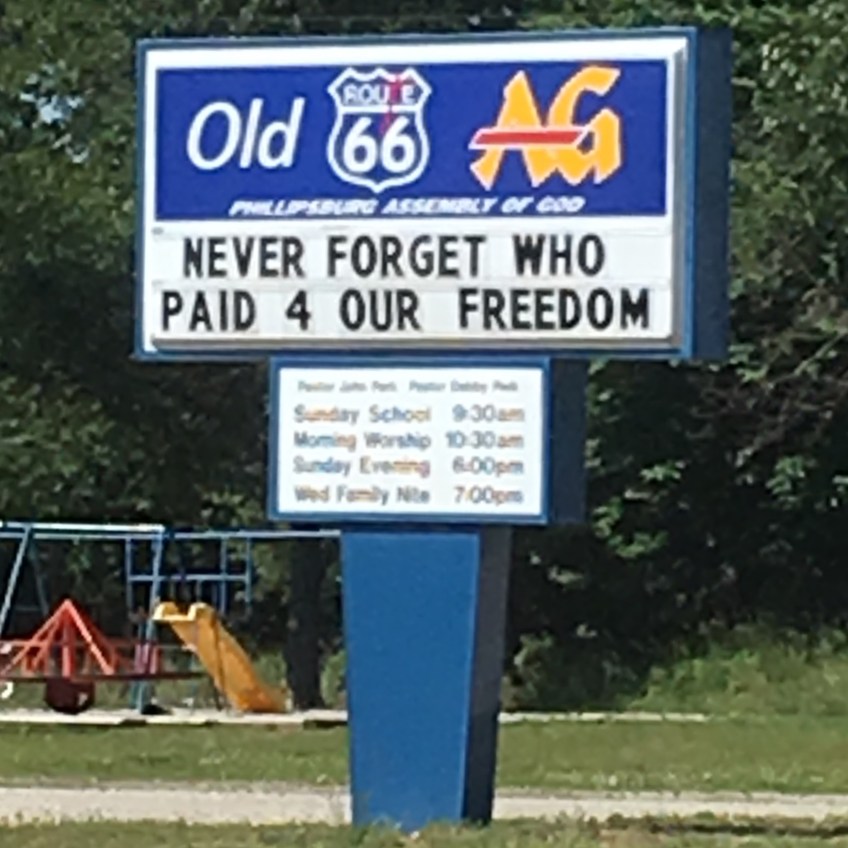 Old ROUTE 66 AG
PHILLIPSBURG ASSEMBLY OF GOD
NEVER FORGET WHO
PAID 4 OUR FREEDOM
Pastor John Park Pastor Debby Park
Sunday School 9:30am
Morning Worship 10:30am
Sunday Evening 6:00pm
Wed Family Nite 7:00pm